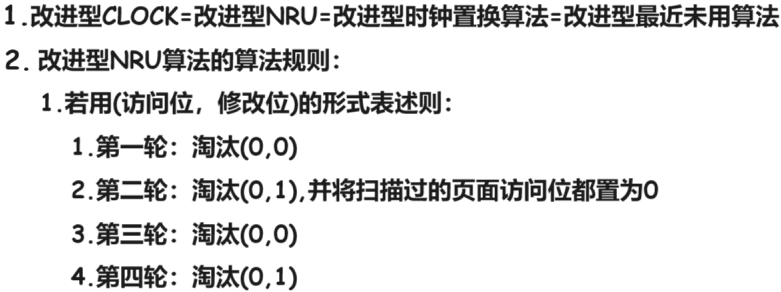 1.改进型CLOCK=改进型NRU=改进型时钟置换算法=改进型最近未用算法
2. 改进型NRU算法的算法规则：
1.若用(访问位，修改位)的形式表述则：
1.第一轮：淘汰(0,0)
2.第二轮：淘汰(0,1),并将扫描过的页面访问位都置为0
3.第三轮：淘汰(0,0)
4.第四轮：淘汰(0,1)